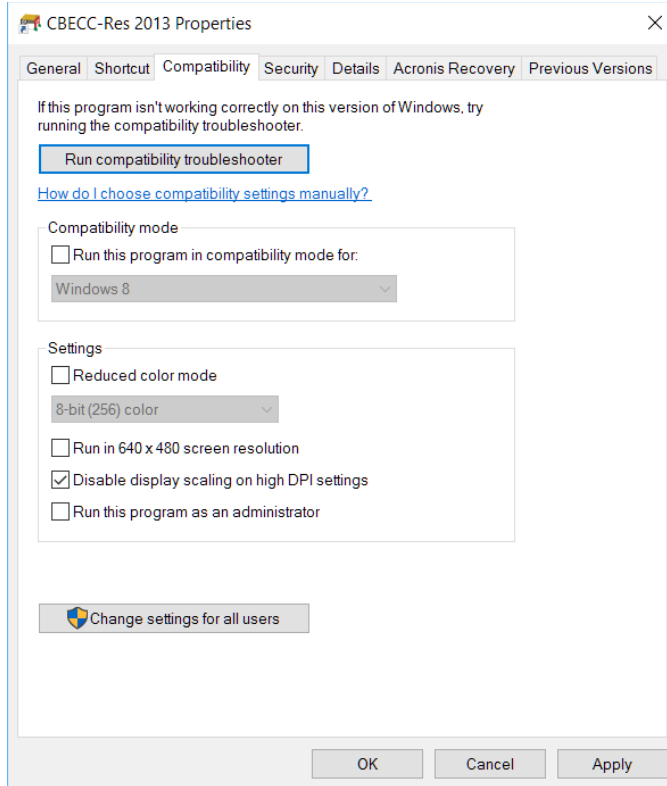 CBECC-Res 2013 Properties
General Shortcut Compatibility Security Details Acronis Recovery Previous Versions
If this program isn't working correctly on this version of Windows, try
running the compatibility troubleshooter.
Run compatibility troubleshooter
How do I choose compatibility settings manually?
Compatibility mode
Run this program in compatibility mode for:
Windows 8
Settings
Reduced color mode
8-bit (256) color
Run in 640 x 480 screen resolution
Disable display scaling on high DPI settings
Run this program as an administrator
Change settings for all users
OK Cancel Apply